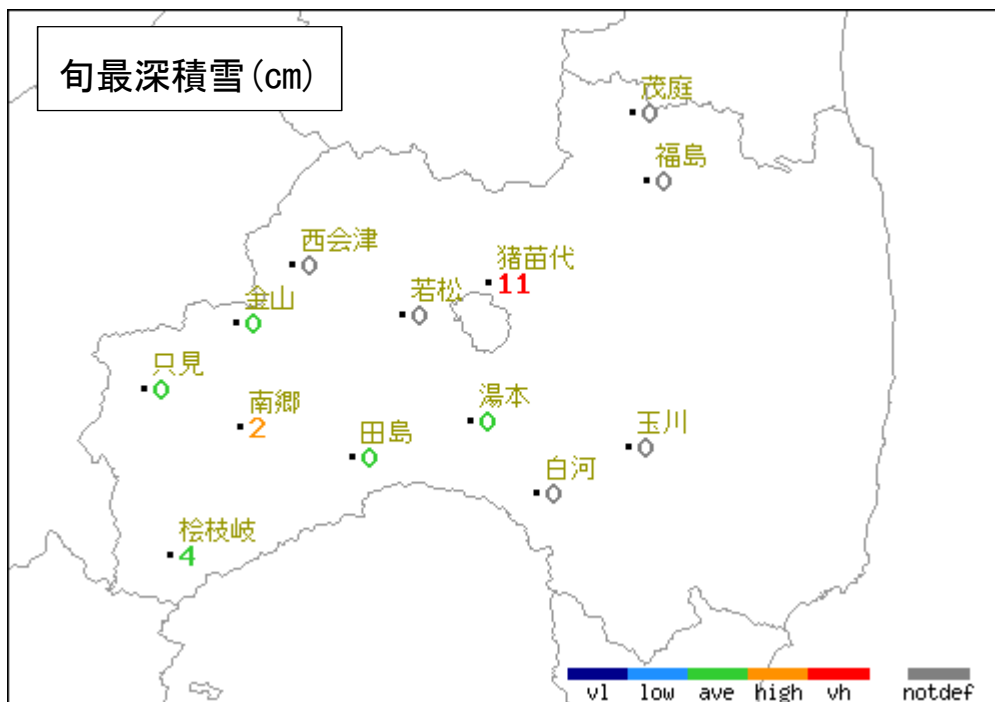 旬最深積雪(cm)
茂庭
0
福島
0
西会津
0
猪苗代
11
若松
0
金山
0
只見
0
南郷
2
湯本
0
田島
0
玉川
0
白河
0
桧枝岐
4
vl low ave high vh notdef